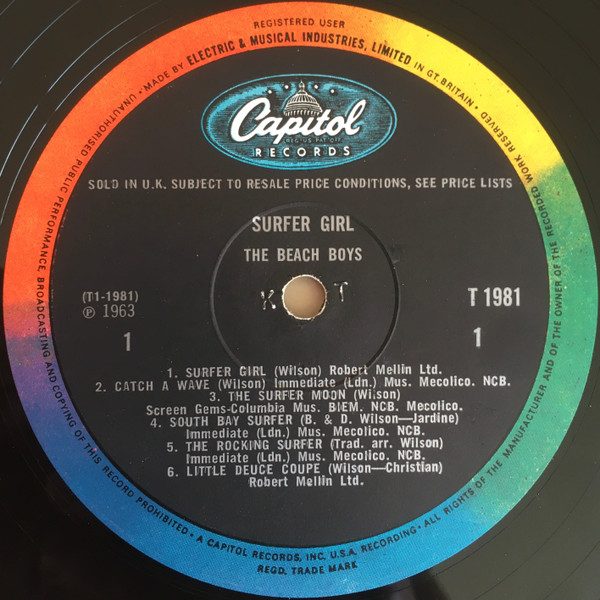 REGISTERED USER
UNAUTHORISED PUBLIC PERFORMANCE, BROADCASTING AND COPYING OF THIS RECORD PROHIBITED · A CAPITOL RECORDS, INC. U.S.A. RECORDING · ALL RIGHTS OF THE MANUFACTURER AND OF THE OWNER OF THE RECORDED WORK RESERVED
· MADE BY ELECTRIC & MUSICAL INDUSTRIES, LIMITED IN GT. BRITAIN ·
Capitol
REG. U.S. PAT. OFF.
RECORDS
SOLD IN U.K. SUBJECT TO RESALE PRICE CONDITIONS, SEE PRICE LISTS
SURFER GIRL
THE BEACH BOYS
K T
(T1-1981) T 1981
℗ 1963
1 1
1. SURFER GIRL (Wilson) Robert Mellin Ltd.
2. CATCH A WAVE (Wilson) Immediate (Ldn.) Mus. Mecolico. NCB.
3. THE SURFER MOON (Wilson)
Screen Gems-Columbia Mus. BIEM. NCB. Mecolico.
4. SOUTH BAY SURFER (B. & D. Wilson—Jardine)
Immediate (Ldn.) Mus. Mecolico. NCB.
5. THE ROCKING SURFER (Trad. arr. Wilson)
Immediate (Ldn.) Mus. Mecolico. NCB.
6. LITTLE DEUCE COUPE (Wilson—Christian)
Robert Mellin Ltd.
REGD. TRADE MARK